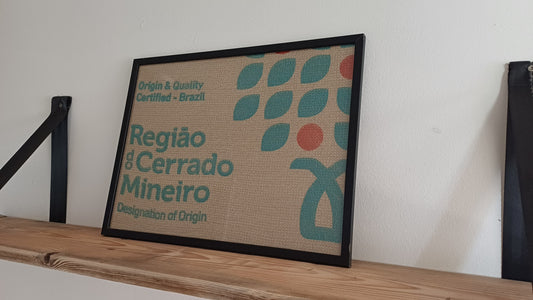 Origin & Quality
Certified - Brazil
Região
do Cerrado
Mineiro
Designation of Origin